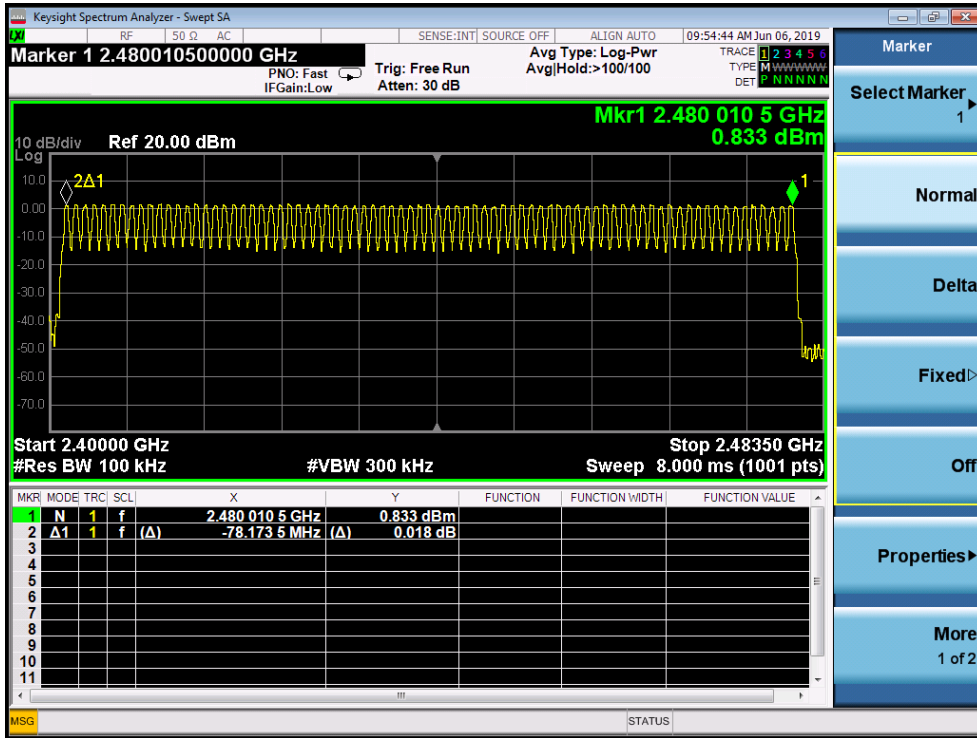 Keysight Spectrum Analyzer - Swept SA
LXI RF 50 Ω AC SENSE:INT SOURCE OFF ALIGN AUTO 09:54:44 AM Jun 06, 2019
Marker 1 2.480010500000 GHz
PNO: Fast
IFGain:Low
Trig: Free Run
Atten: 30 dB
Avg Type: Log-Pwr
Avg|Hold:>100/100
TRACE 1 2 3 4 5 6
TYPE M W W W W W
DET P N N N N N
Mkr1 2.480 010 5 GHz
0.833 dBm
10 dB/div Ref 20.00 dBm
Log
10.0
0.00
-10.0
-20.0
-30.0
-40.0
-50.0
-60.0
-70.0
2Δ1
1
Start 2.40000 GHz Stop 2.48350 GHz
#Res BW 100 kHz #VBW 300 kHz Sweep 8.000 ms (1001 pts)
MKR MODE TRC SCL X Y FUNCTION FUNCTION WIDTH FUNCTION VALUE
1 N 1 f 2.480 010 5 GHz 0.833 dBm
2 Δ1 1 f (Δ) -78.173 5 MHz (Δ) 0.018 dB
3
4
5
6
7
8
9
10
11
MSG STATUS
Marker
Select Marker
1
Normal
Delta
Fixed
Off
Properties
More
1 of 2